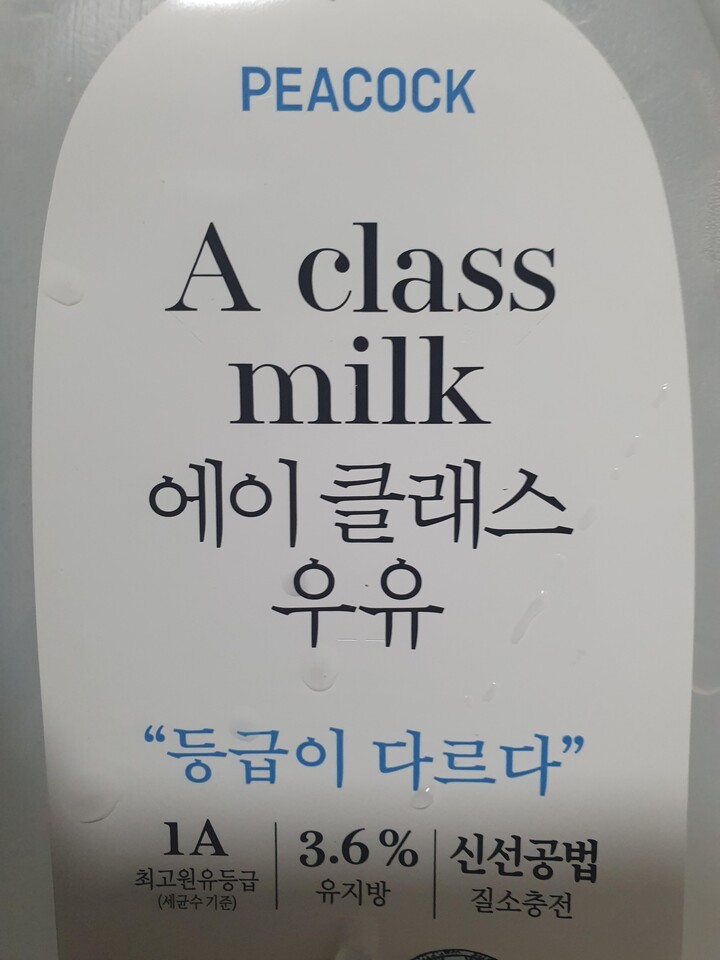 PEACOCK
A class
milk
에이 클래스
우유
“등급이 다르다”
1A
최고원유등급
(세균수 기준)
3.6%
유지방
신선공법
질소충전